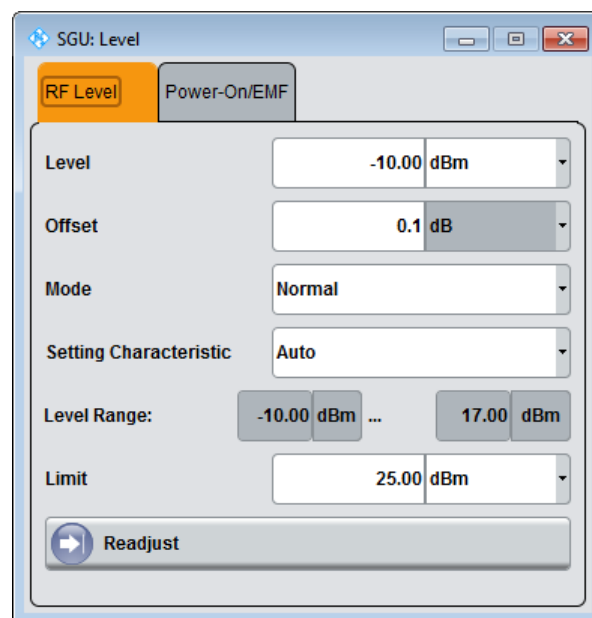 SGU: Level
RF Level Power-On/EMF
Level -10.00 dBm
Offset 0.1 dB
Mode Normal
Setting Characteristic Auto
Level Range: -10.00 dBm ... 17.00 dBm
Limit 25.00 dBm
Readjust